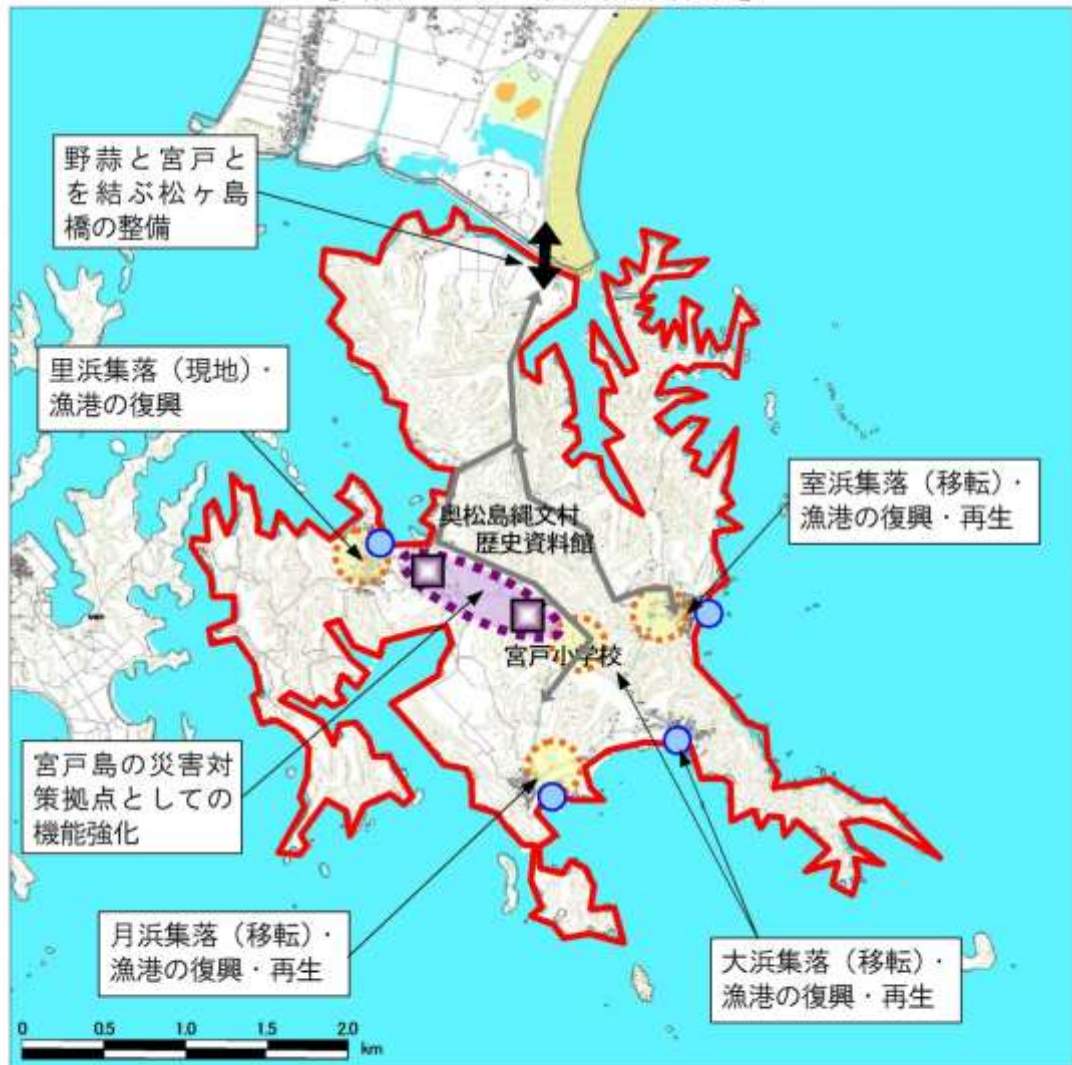 野蒜と宮戸と
を結ぶ松ヶ島
橋の整備
里浜集落（現地）・
漁港の復興
奥松島縄文村
歴史資料館
室浜集落（移転）・
漁港の復興・再生
宮戸小学校
宮戸島の災害対
策拠点としての
機能強化
月浜集落（移転）・
漁港の復興・再生
大浜集落（移転）・
漁港の復興・再生
0 0.5 1.0 1.5 2.0
km